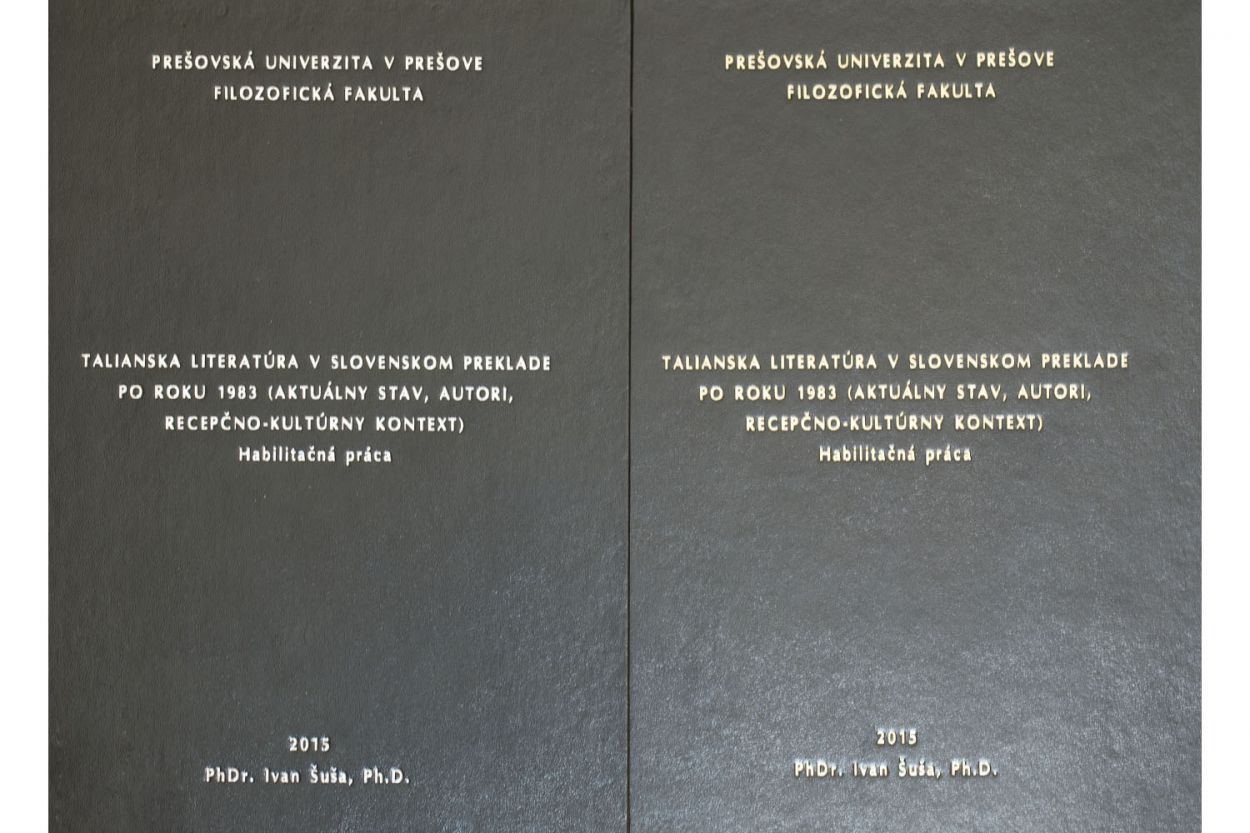 PREŠOVSKÁ UNIVERZITA V PREŠOVE
FILOZOFICKÁ FAKULTA
TALIANSKA LITERATÚRA V SLOVENSKOM PREKLADE
PO ROKU 1983 (AKTUÁLNY STAV, AUTORI,
RECEPČNO-KULTÚRNY KONTEXT)
Habilitačná práca
2015
PhDr. Ivan Šuša, Ph.D.
PREŠOVSKÁ UNIVERZITA V PREŠOVE
FILOZOFICKÁ FAKULTA
TALIANSKA LITERATÚRA V SLOVENSKOM PREKLADE
PO ROKU 1983 (AKTUÁLNY STAV, AUTORI,
RECEPČNO-KULTÚRNY KONTEXT)
Habilitačná práca
2015
PhDr. Ivan Šuša, Ph.D.